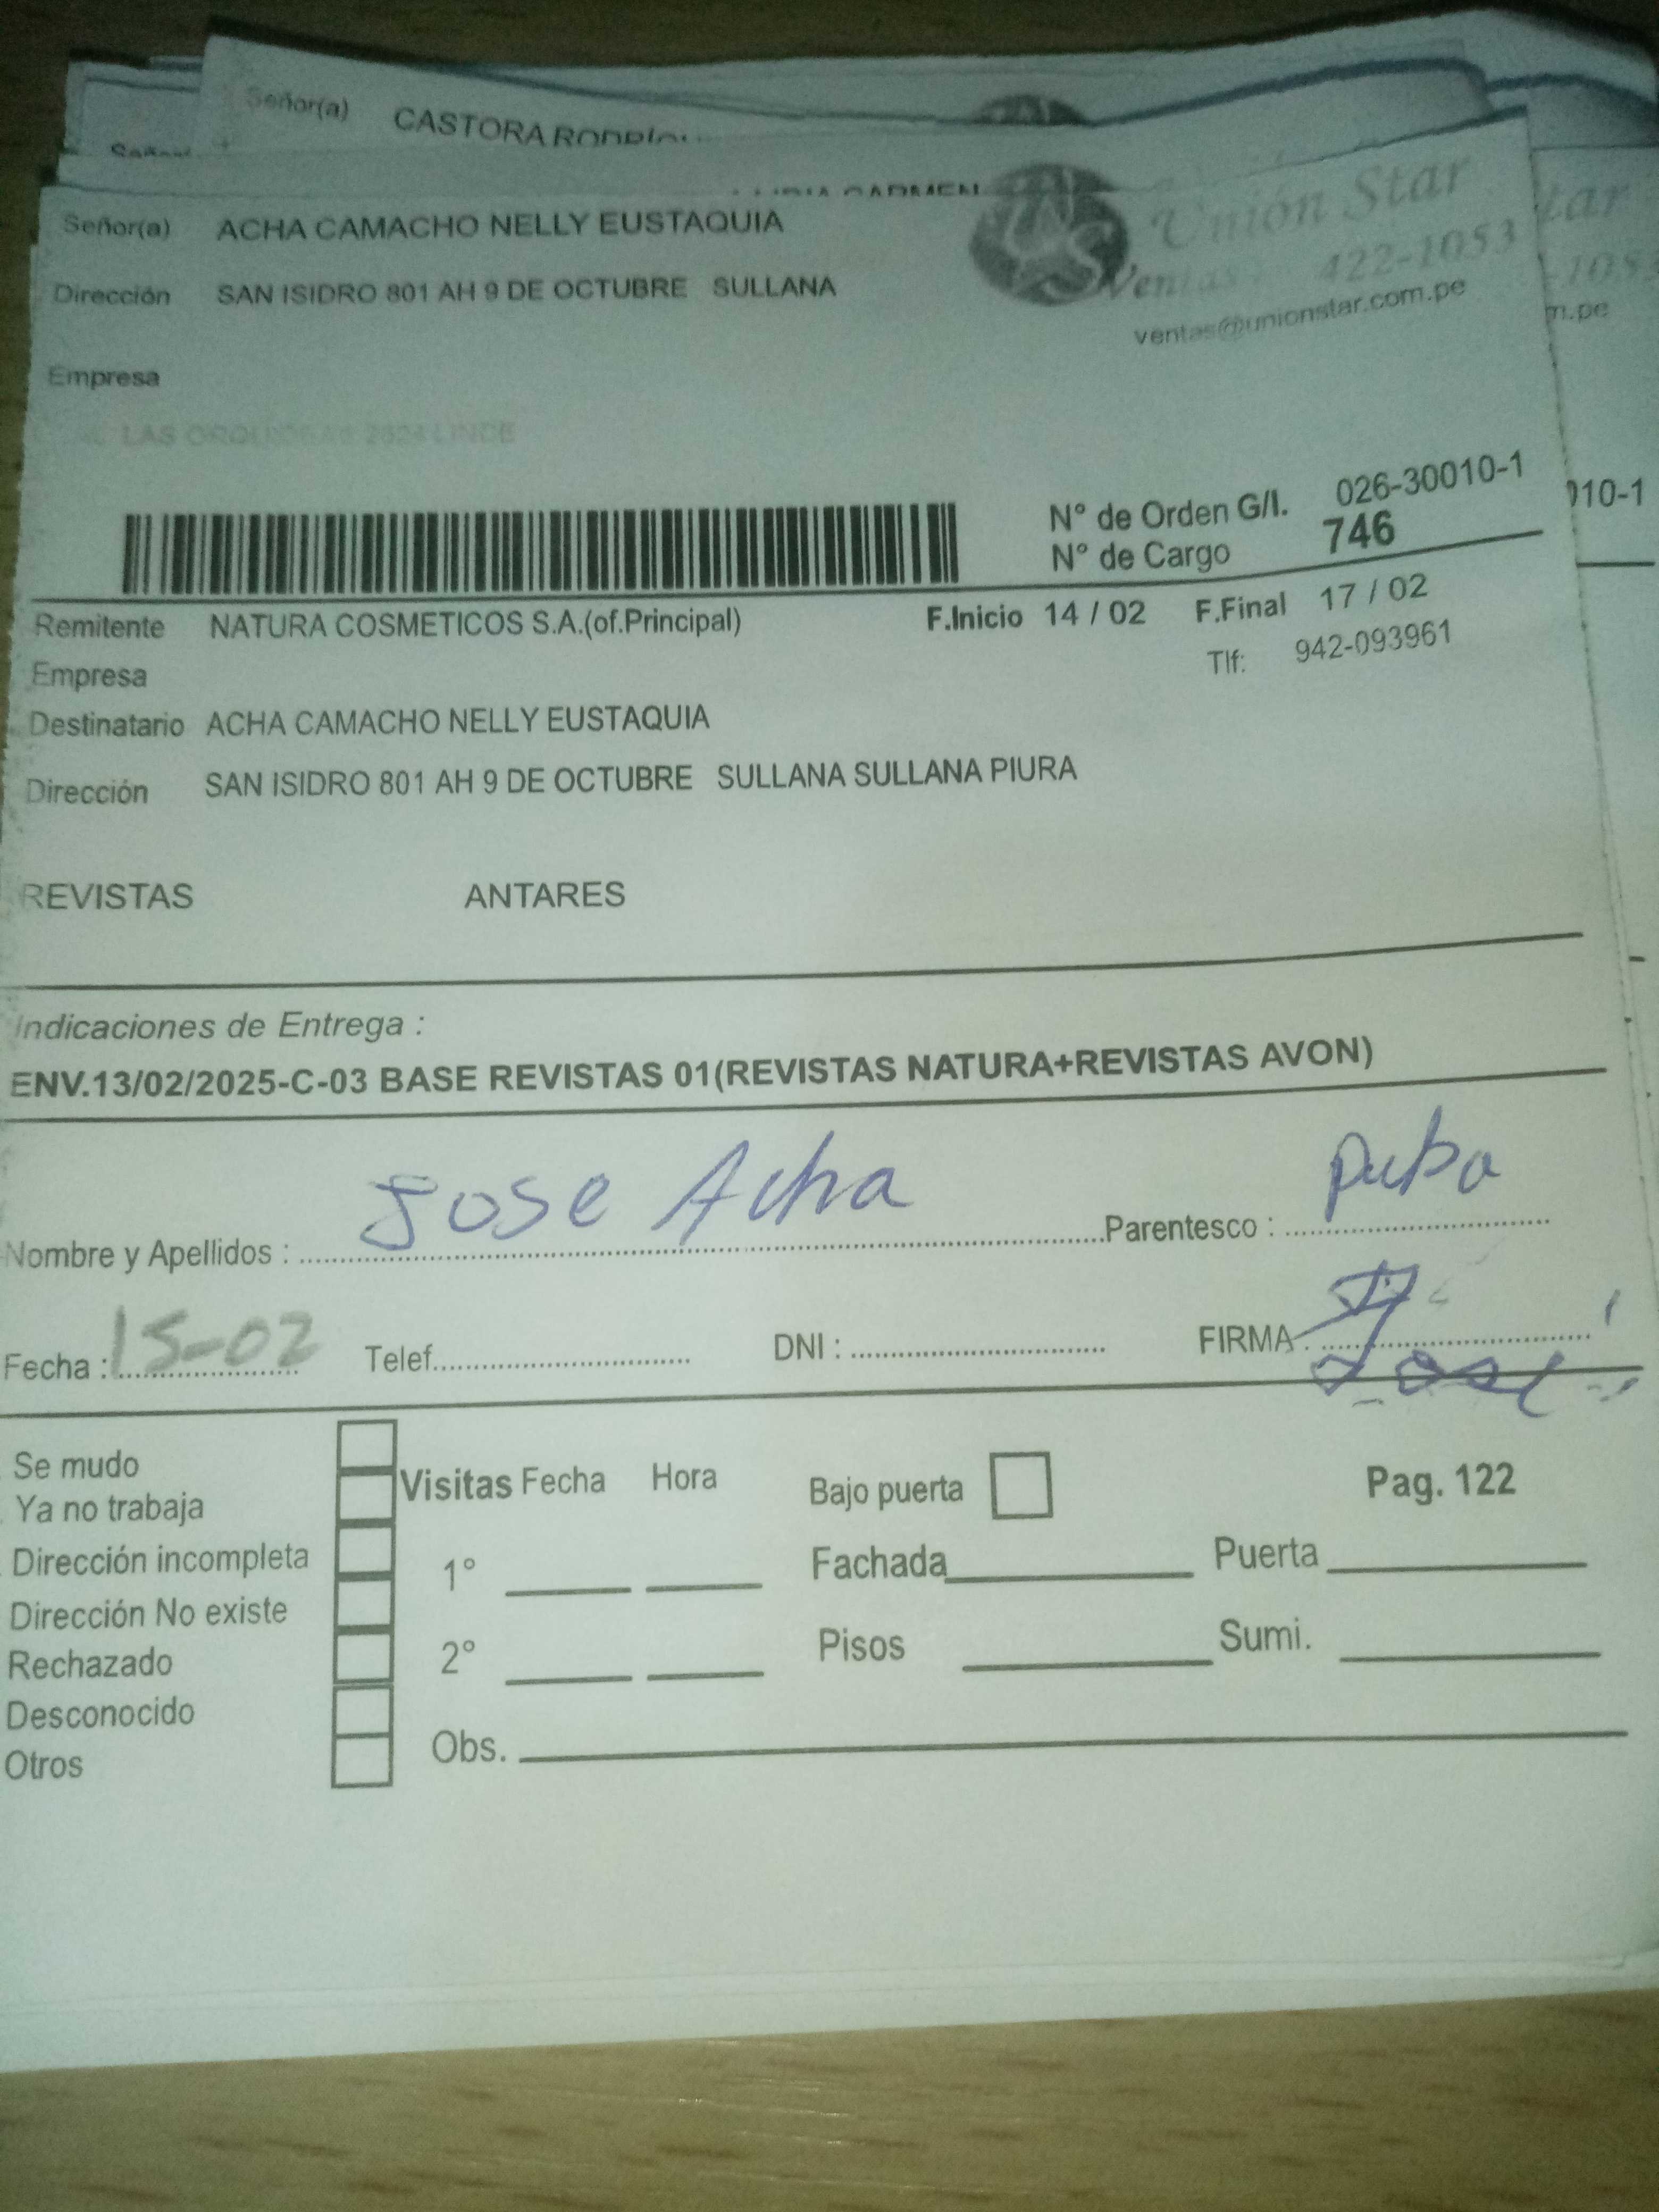 Señor(a) CASTORA
CARMEN
Señor(a) ACHA CAMACHO NELLY EUSTAQUIA
Unión Star
tar
Dirección SAN ISIDRO 801 AH 9 DE OCTUBRE SULLANA
Ventas: 422-1053
ventas@unionstar.com.pe
m.pe
Empresa
LAS ORQUIDEAS
N° de Orden G/I. 026-30010-1
010-1
N° de Cargo 746
Remitente NATURA COSMETICOS S.A.(of.Principal) F.Inicio 14 / 02 F.Final 17 / 02
Empresa Tlf: 942-093961
Destinatario ACHA CAMACHO NELLY EUSTAQUIA
Dirección SAN ISIDRO 801 AH 9 DE OCTUBRE SULLANA SULLANA PIURA
REVISTAS ANTARES
Indicaciones de Entrega :
ENV.13/02/2025-C-03 BASE REVISTAS 01(REVISTAS NATURA+REVISTAS AVON)
Nombre y Apellidos : Jose Acha Parentesco :
Fecha : 15-02 Telef. DNI : FIRMA :
Jose
Se mudo
Ya no trabaja
Dirección incompleta
Dirección No existe
Rechazado
Desconocido
Otros
Visitas Fecha Hora
1°
2°
Obs.
Bajo puerta Pag. 122
Fachada Puerta
Pisos Sumi.